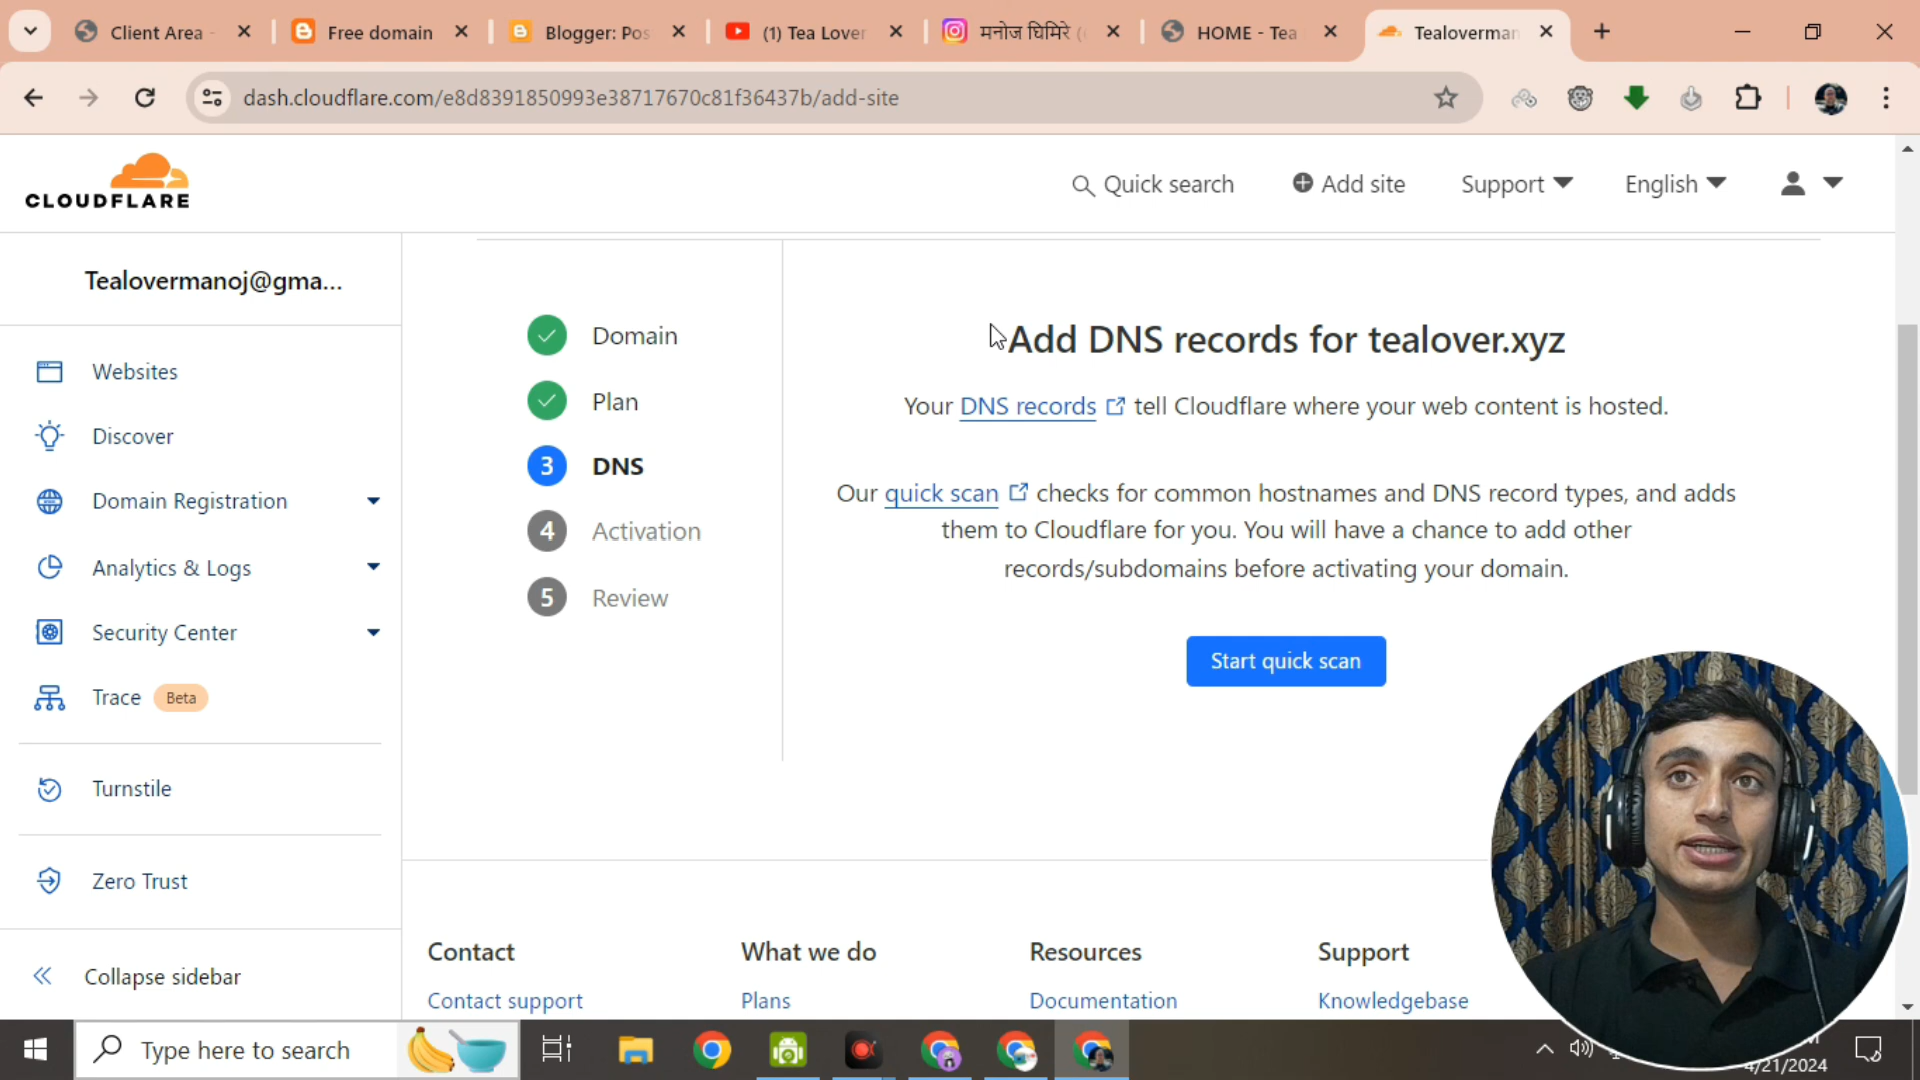 Client Area -
Free domain
Blogger: Pos
(1) Tea Lover
मनोज घिमिरे (
HOME - Tea
Tealoverman
dash.cloudflare.com/e8d8391850993e38717670c81f36437b/add-site
CLOUDFLARE
Quick search
Add site
Support
English
Tealovermanoj@gma...
Websites
Discover
Domain Registration
Analytics & Logs
Security Center
Trace Beta
Turnstile
Zero Trust
Collapse sidebar
Domain
Plan
3 DNS
4 Activation
5 Review
Add DNS records for tealover.xyz
Your DNS records tell Cloudflare where your web content is hosted.
Our quick scan checks for common hostnames and DNS record types, and adds
them to Cloudflare for you. You will have a chance to add other
records/subdomains before activating your domain.
Start quick scan
Contact
Contact support
What we do
Plans
Resources
Documentation
Support
Knowledgebase
Type here to search
4/21/2024